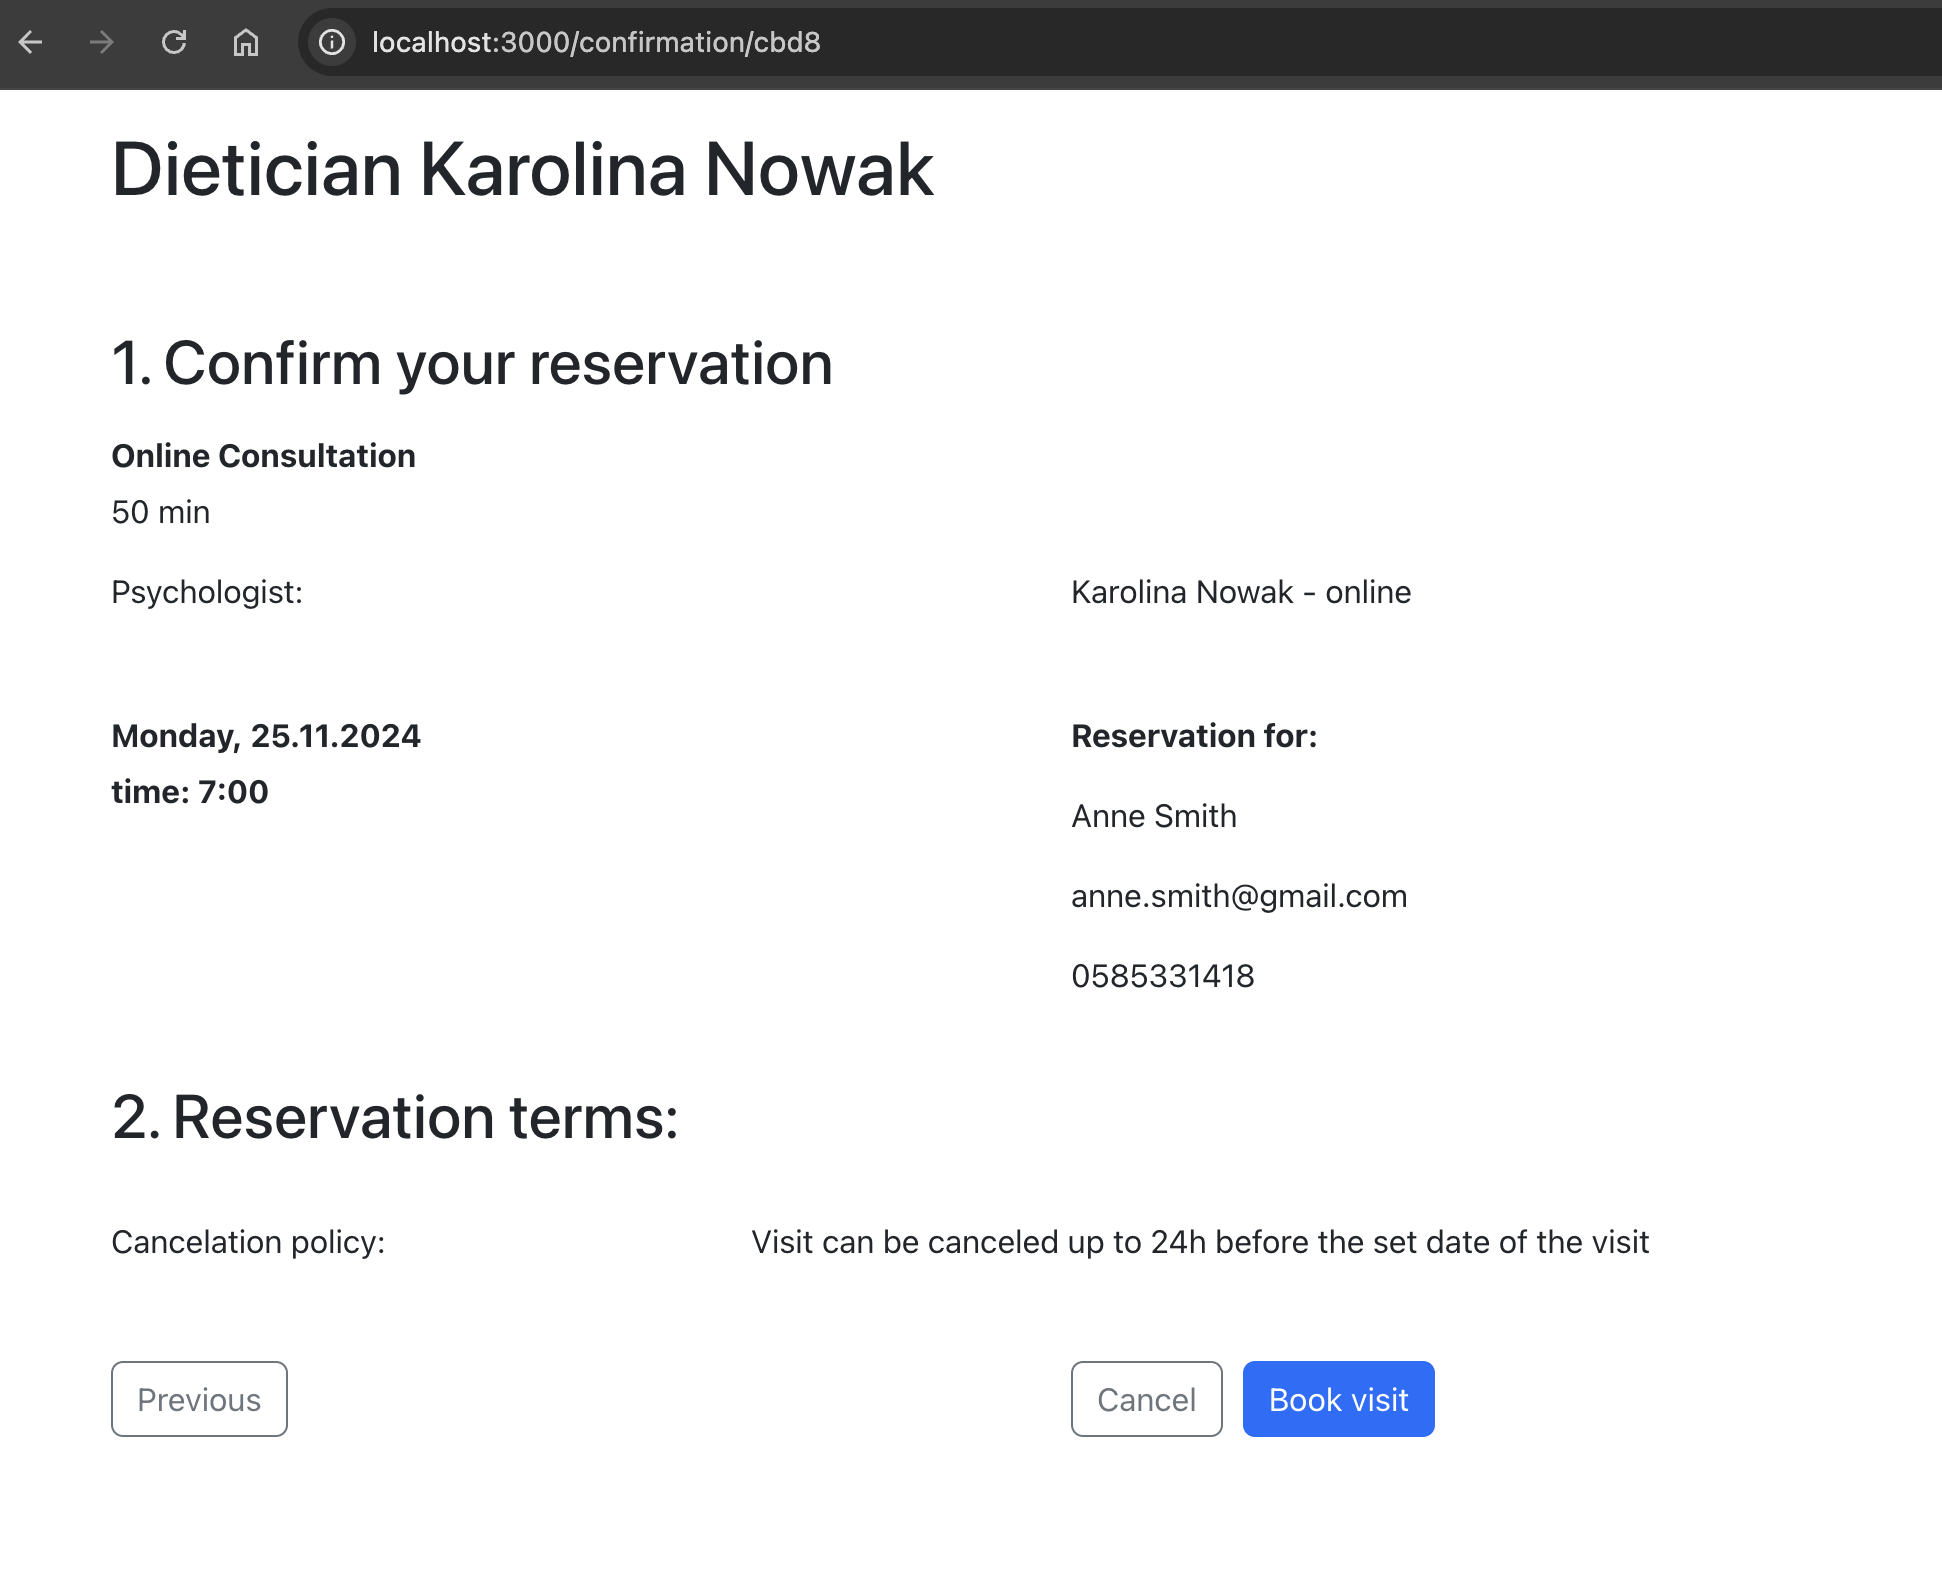 localhost:3000/confirmation/cbd8
Dietician Karolina Nowak
1. Confirm your reservation
Online Consultation
50 min
Psychologist:
Karolina Nowak - online
Monday, 25.11.2024
time: 7:00
Reservation for:
Anne Smith
anne.smith@gmail.com
0585331418
2. Reservation terms:
Cancelation policy:
Visit can be canceled up to 24h before the set date of the visit
Previous
Cancel
Book visit